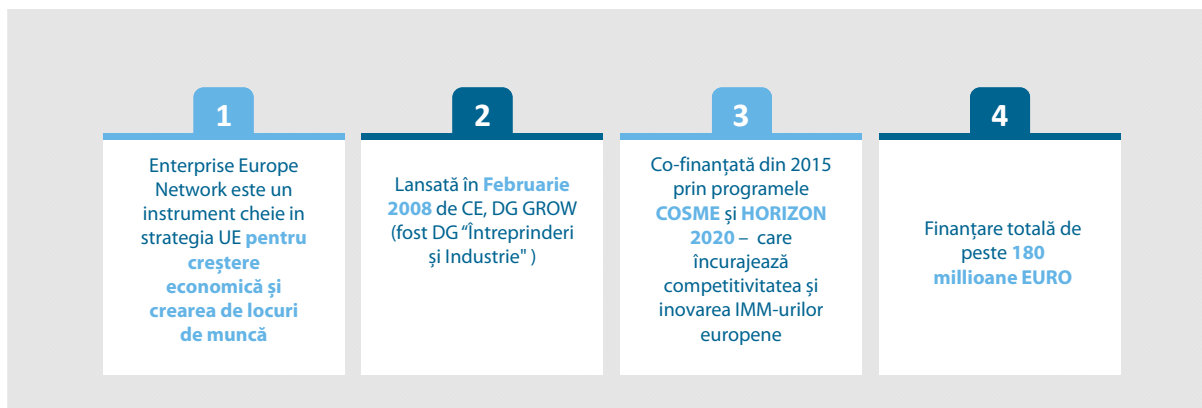 1
Enterprise Europe
Network este un
instrument cheie in
strategia UE pentru
creștere
economică și
crearea de locuri
de muncă
2
Lansată în Februarie
2008 de CE, DG GROW
(fost DG “Întreprinderi
și Industrie" )
3
Co-finanțată din 2015
prin programele
COSME și HORIZON
2020 – care
încurajează
competitivitatea și
inovarea IMM-urilor
europene
4
Finanțare totală de
peste 180
millioane EURO